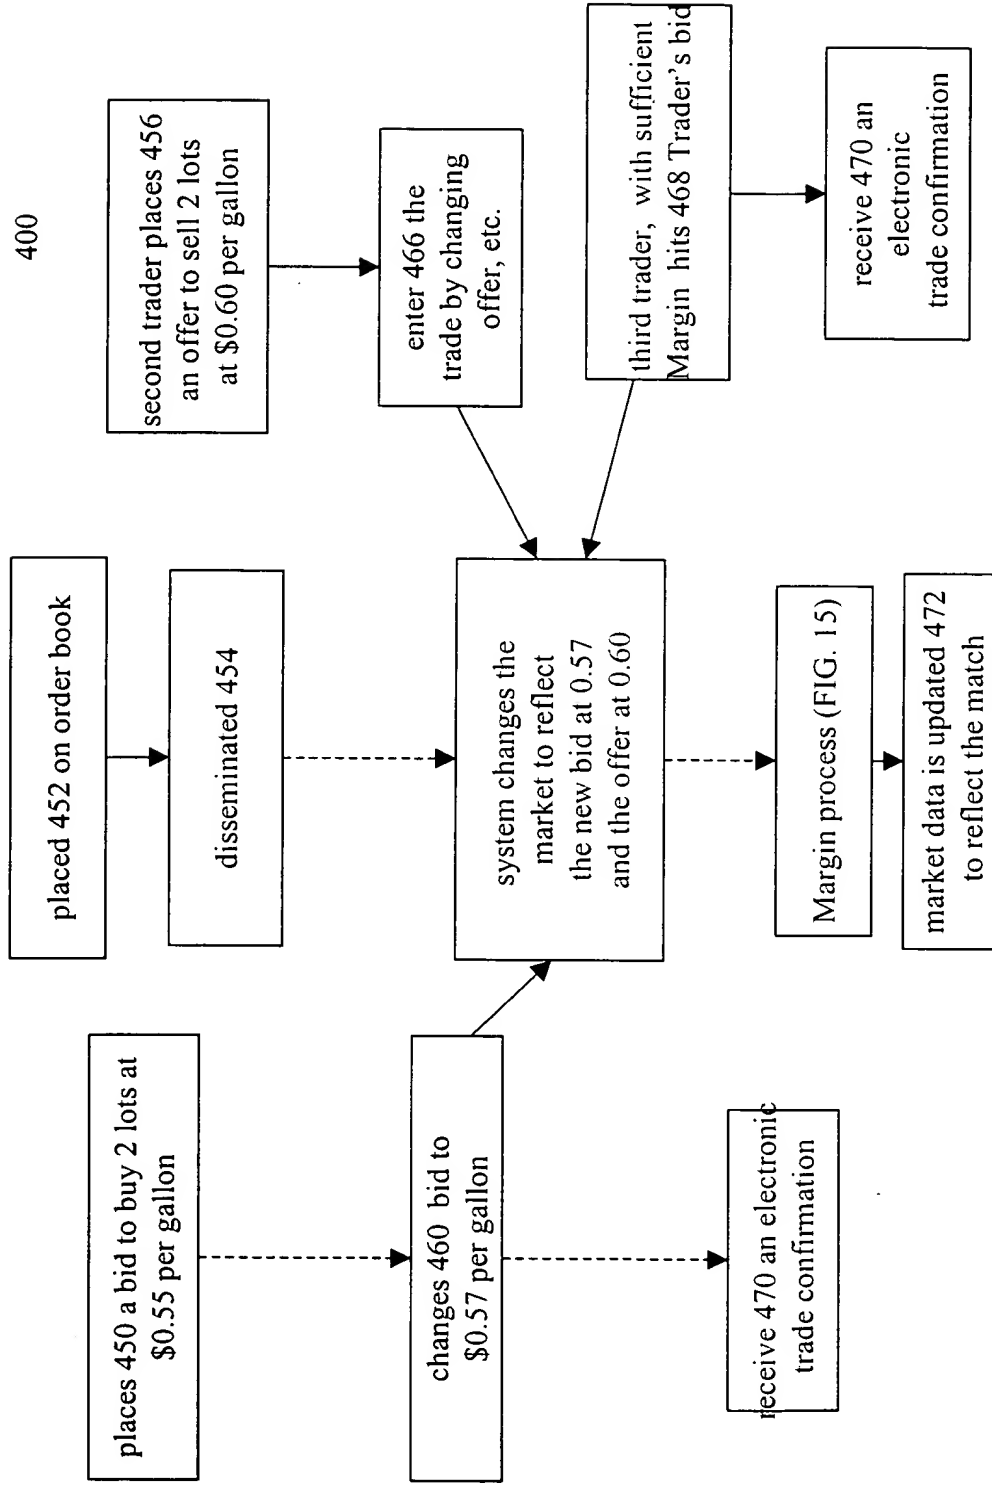 400
places 450 a bid to buy 2 lots at
$0.55 per gallon
changes 460 bid to
$0.57 per gallon
receive 470 an electronic
trade confirmation
placed 452 on order book
disseminated 454
system changes the
market to reflect
the new bid at 0.57
and the offer at 0.60
Margin process (FIG. 15)
market data is updated 472
to reflect the match
second trader places 456
an offer to sell 2 lots
at $0.60 per gallon
enter 466 the
trade by changing
offer, etc.
third trader, with sufficient
Margin hits 468 Trader's bid
receive 470 an
electronic
trade confirmation